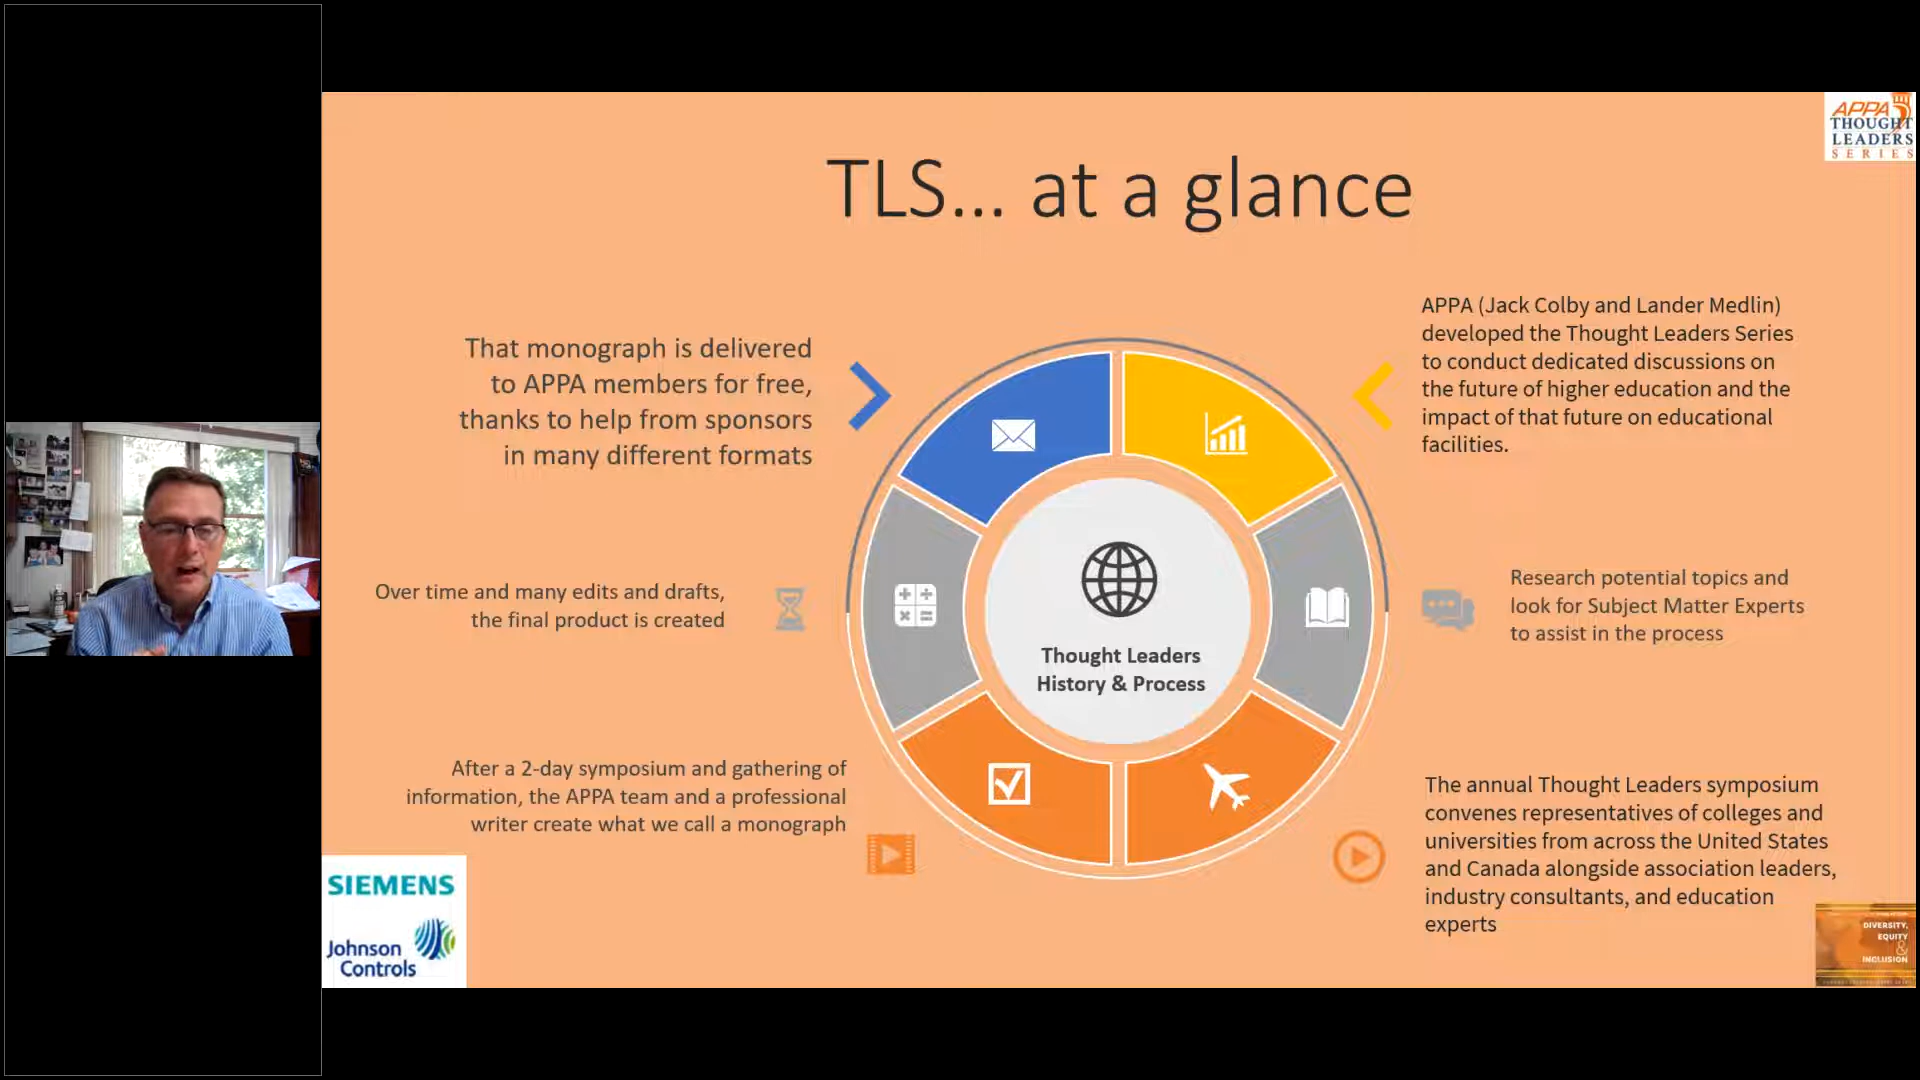 APPA
THOUGHT
LEADERS
SERIES
TLS... at a glance
APPA (Jack Colby and Lander Medlin)
developed the Thought Leaders Series
to conduct dedicated discussions on
the future of higher education and the
impact of that future on educational
facilities.
Research potential topics and
look for Subject Matter Experts
to assist in the process
The annual Thought Leaders symposium
convenes representatives of colleges and
universities from across the United States
and Canada alongside association leaders,
industry consultants, and education
experts
After a 2-day symposium and gathering of
information, the APPA team and a professional
writer create what we call a monograph
Over time and many edits and drafts,
the final product is created
That monograph is delivered
to APPA members for free,
thanks to help from sponsors
in many different formats
Thought Leaders
History & Process
SIEMENS
Johnson
Controls
DIVERSITY,
EQUITY
&
INCLUSION